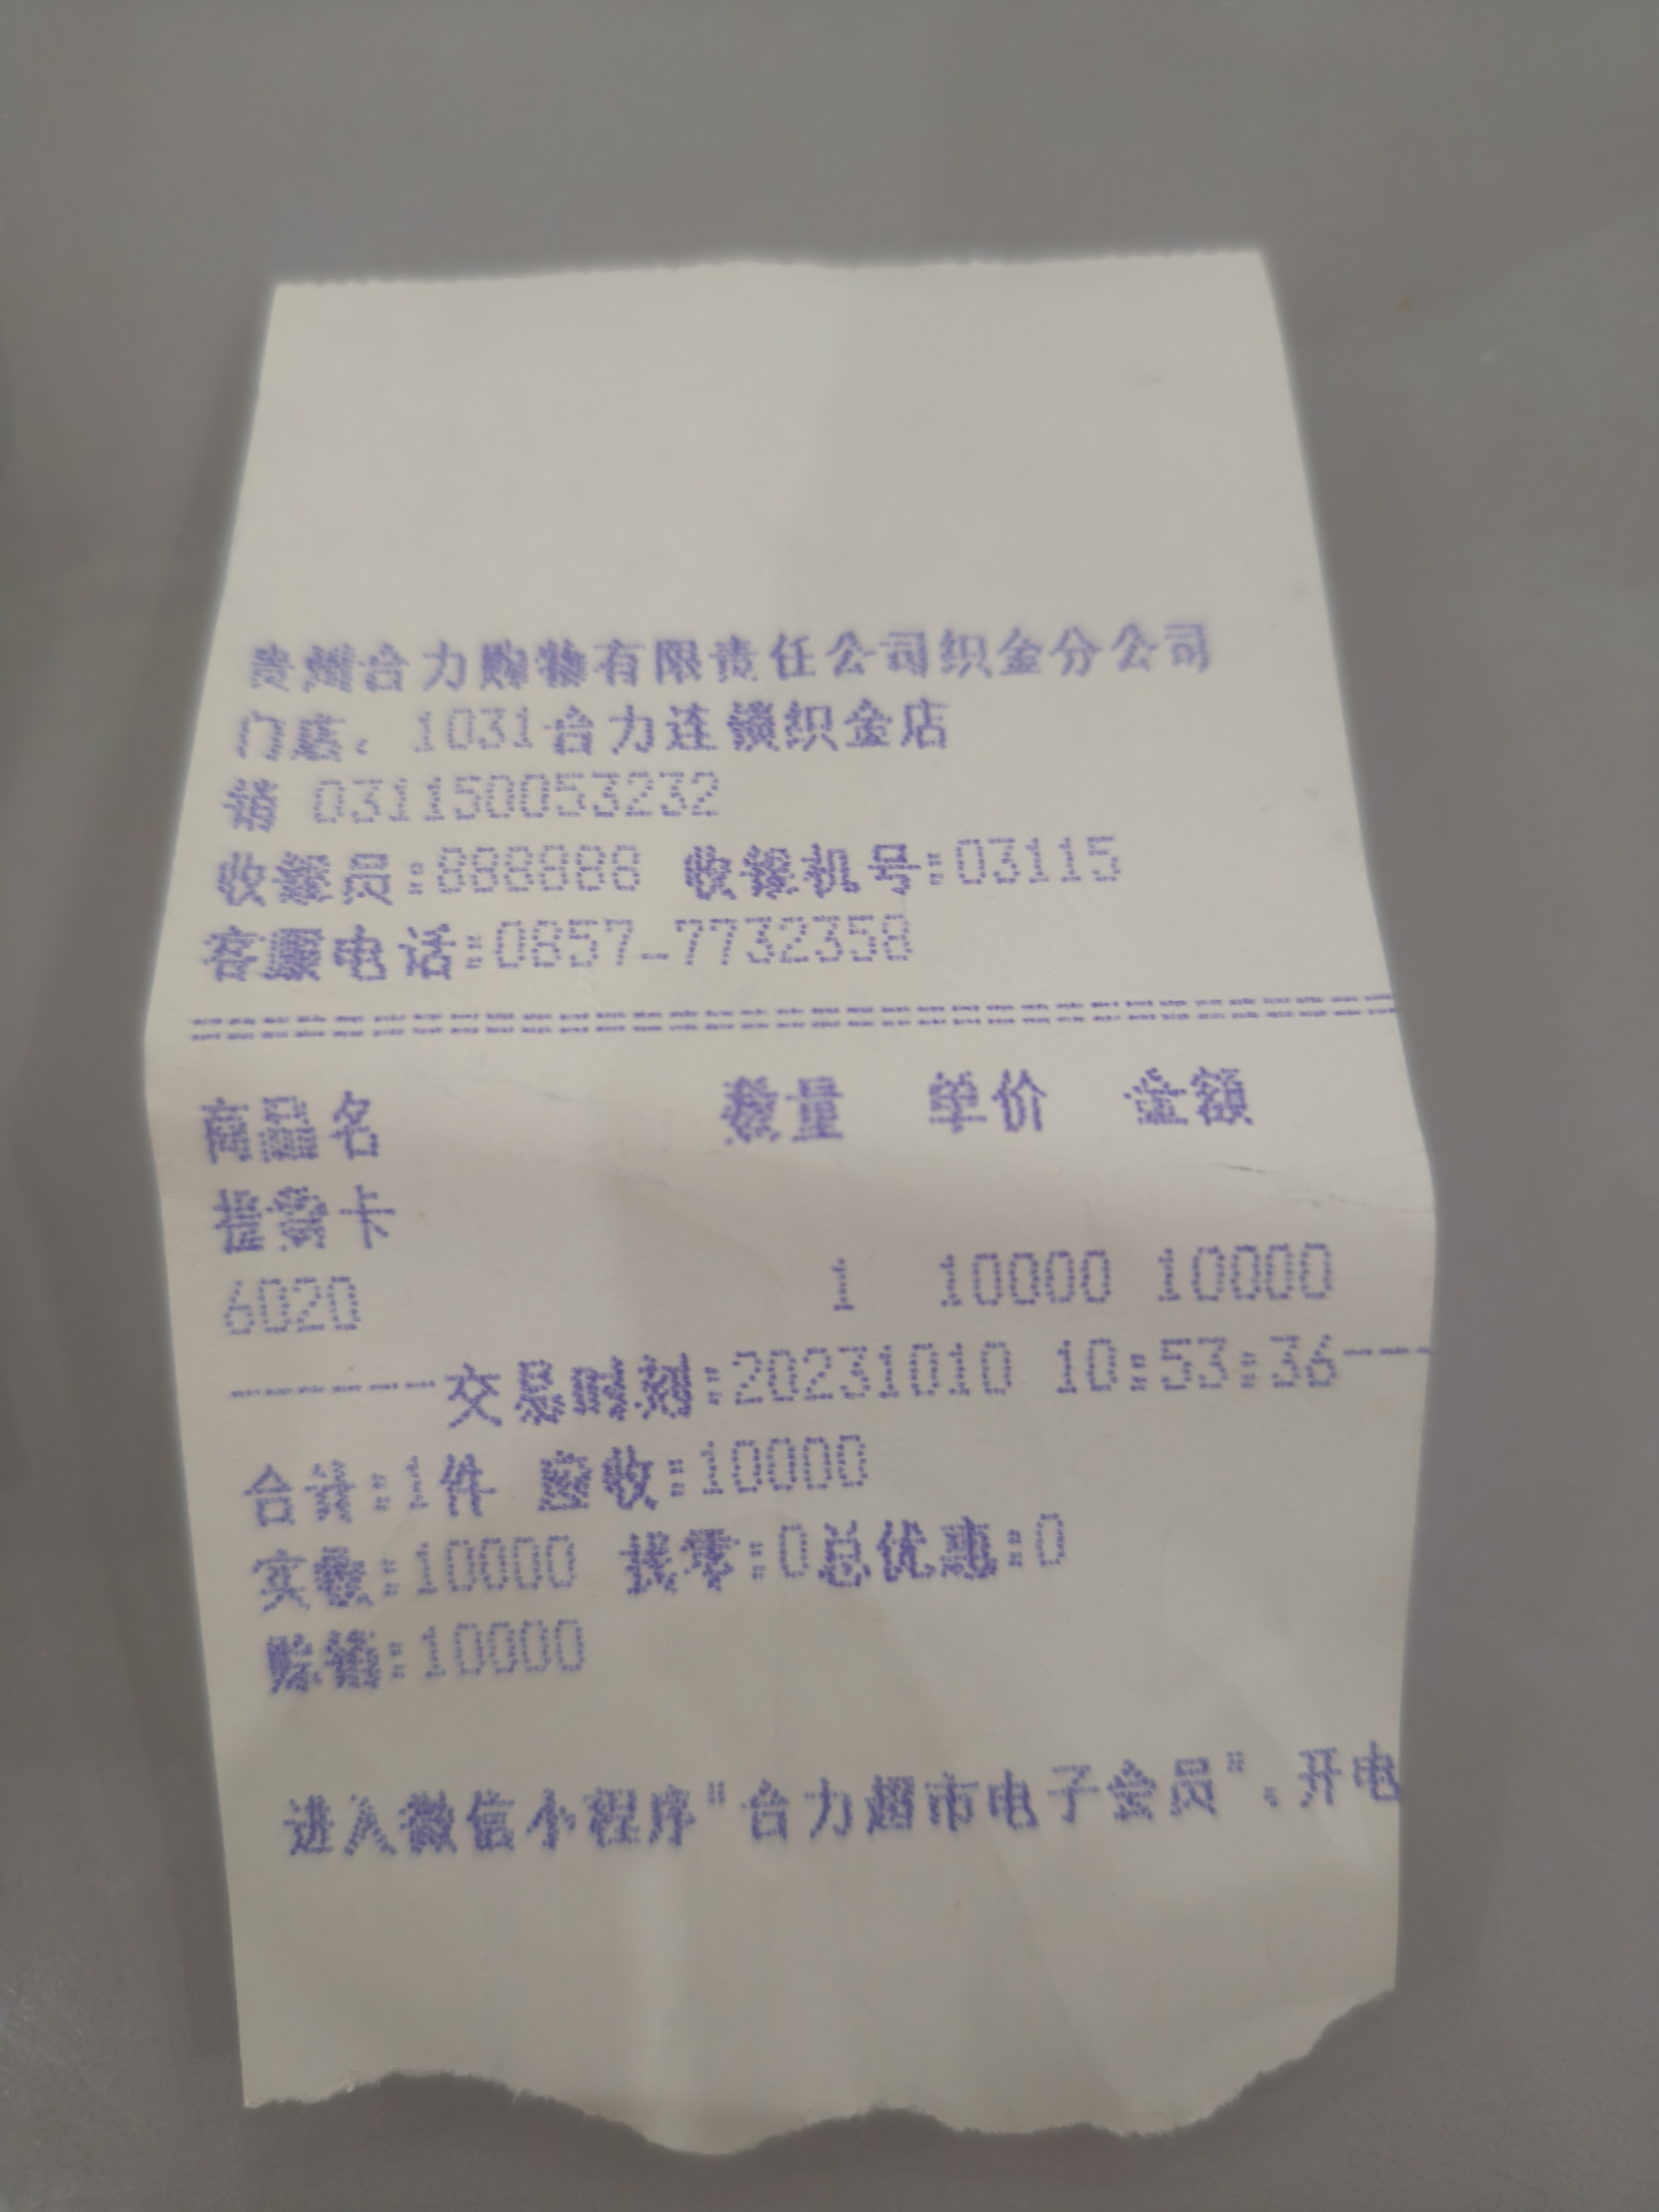 贵州合力购物有限责任公司织金分公司
门店: 1031合力连锁织金店
031150053232
收银员:888888 收银机号:03115
客服电话:0857-7732358
商品名 数量 单价 金额
提货卡
6020 1 10000 10000
交易时刻:20231010 10:53:36
合计:1件 应收:10000
实收:10000 找零:0总优惠:0
赊销:10000
进入微信小程序"合力超市电子会员",开电